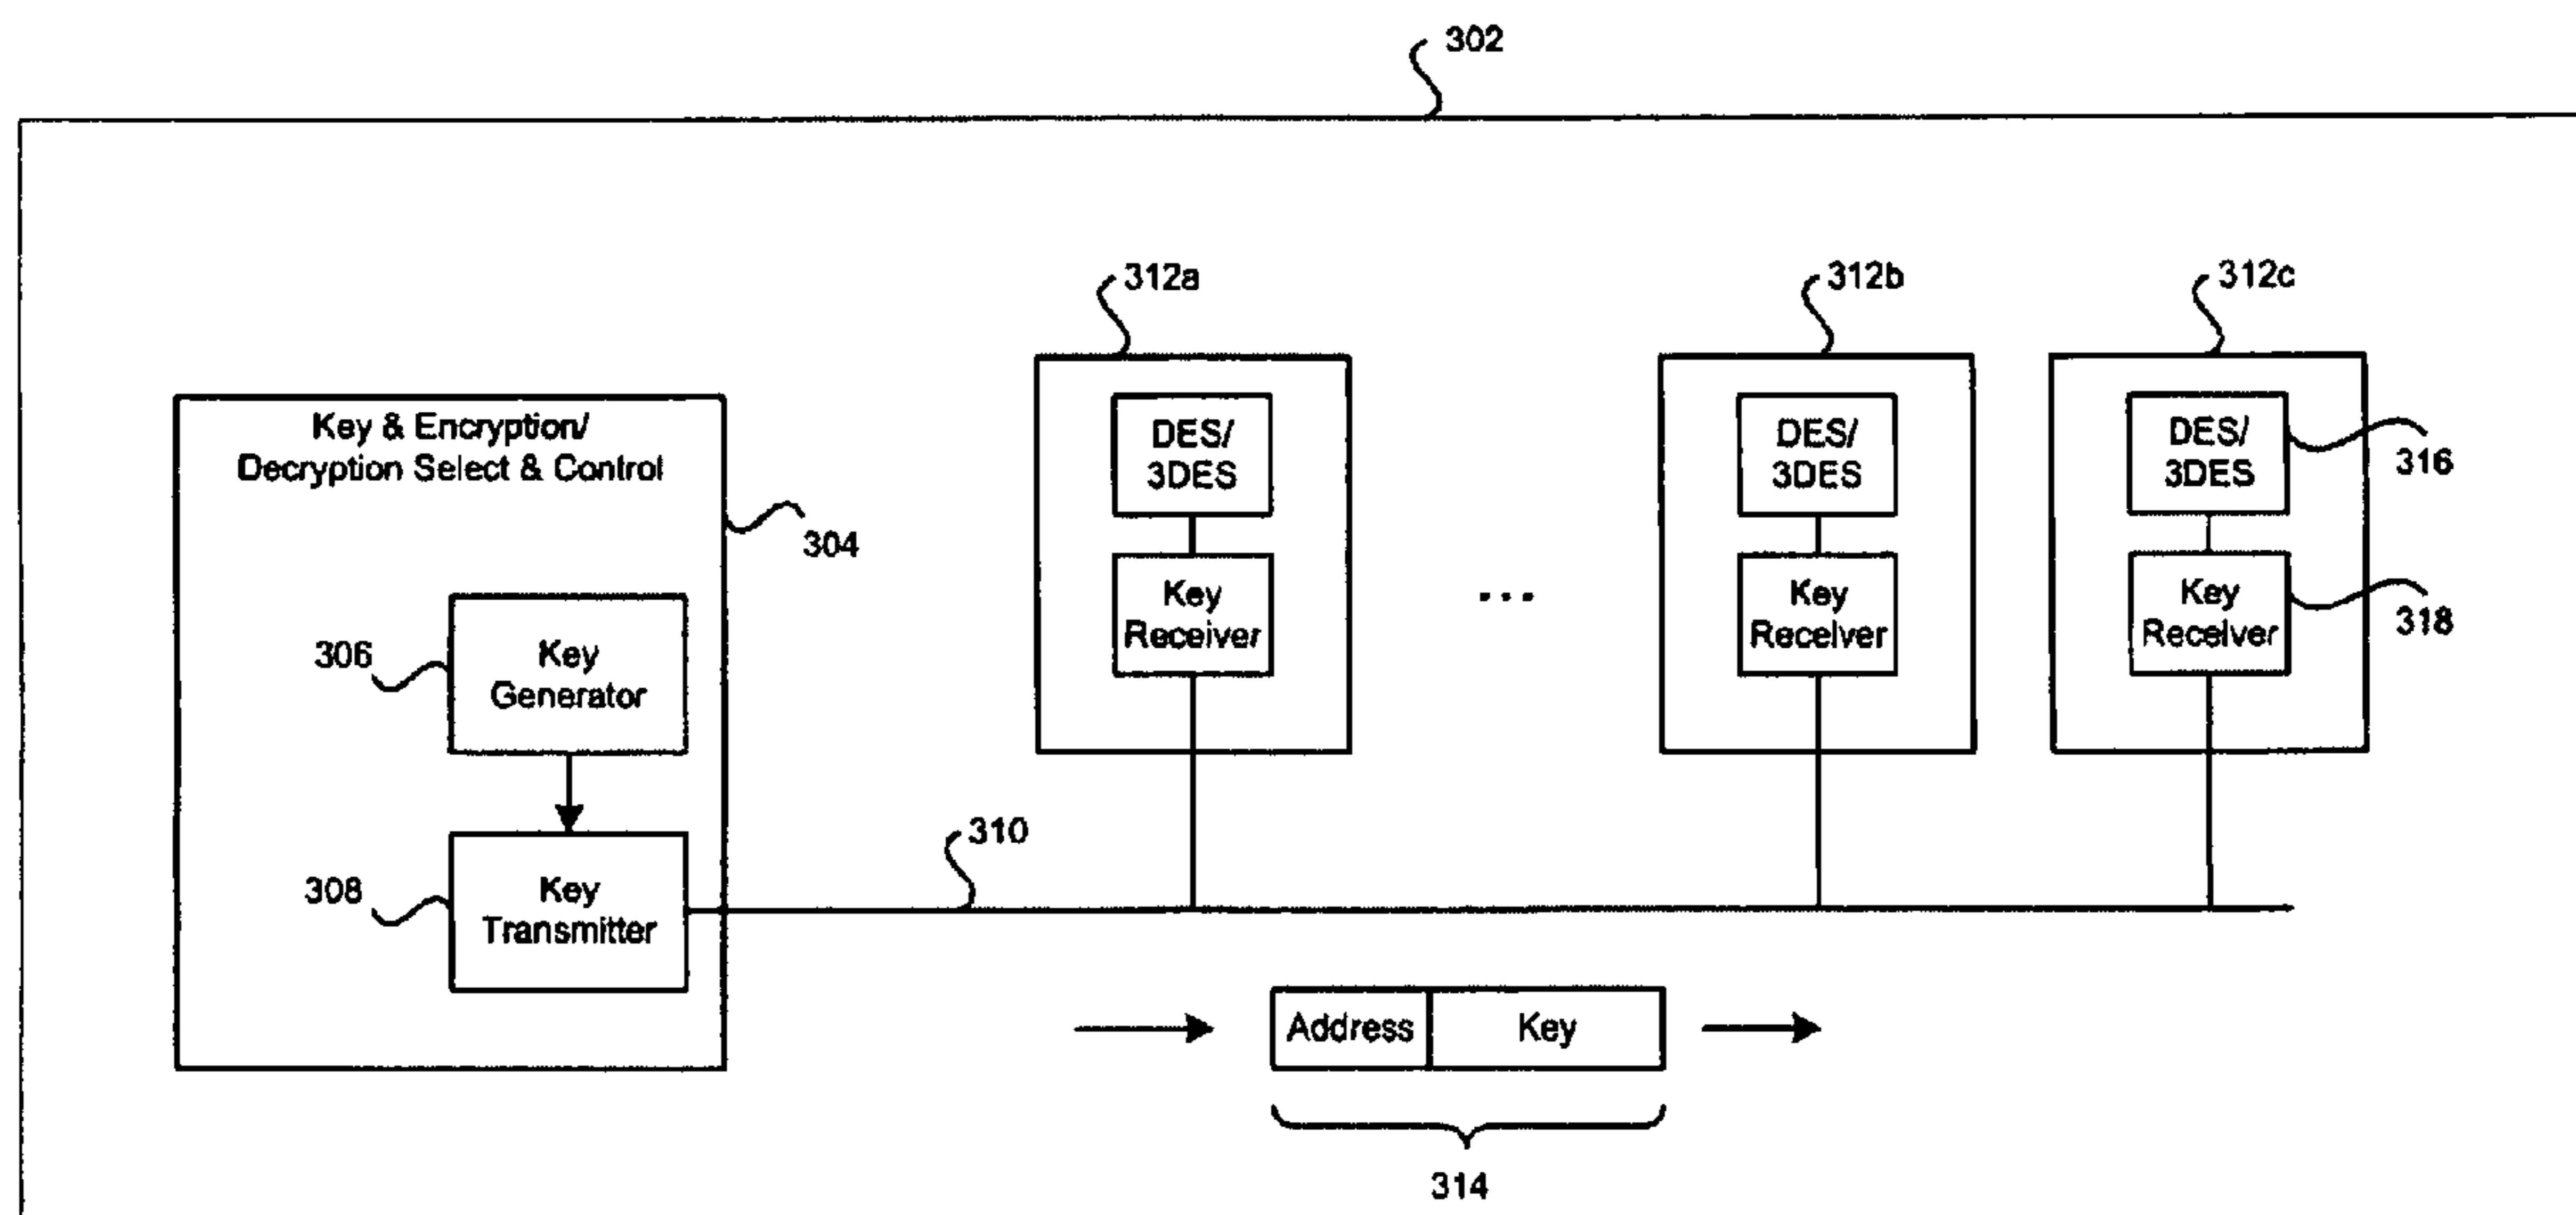 302
312a
312b
312c
Key & Encryption/
Decryption Select & Control
304
DES/
3DES
DES/
3DES
DES/
3DES
316
Key
Receiver
...
Key
Receiver
Key
Receiver
318
306
Key
Generator
310
308
Key
Transmitter
Address
Key
314